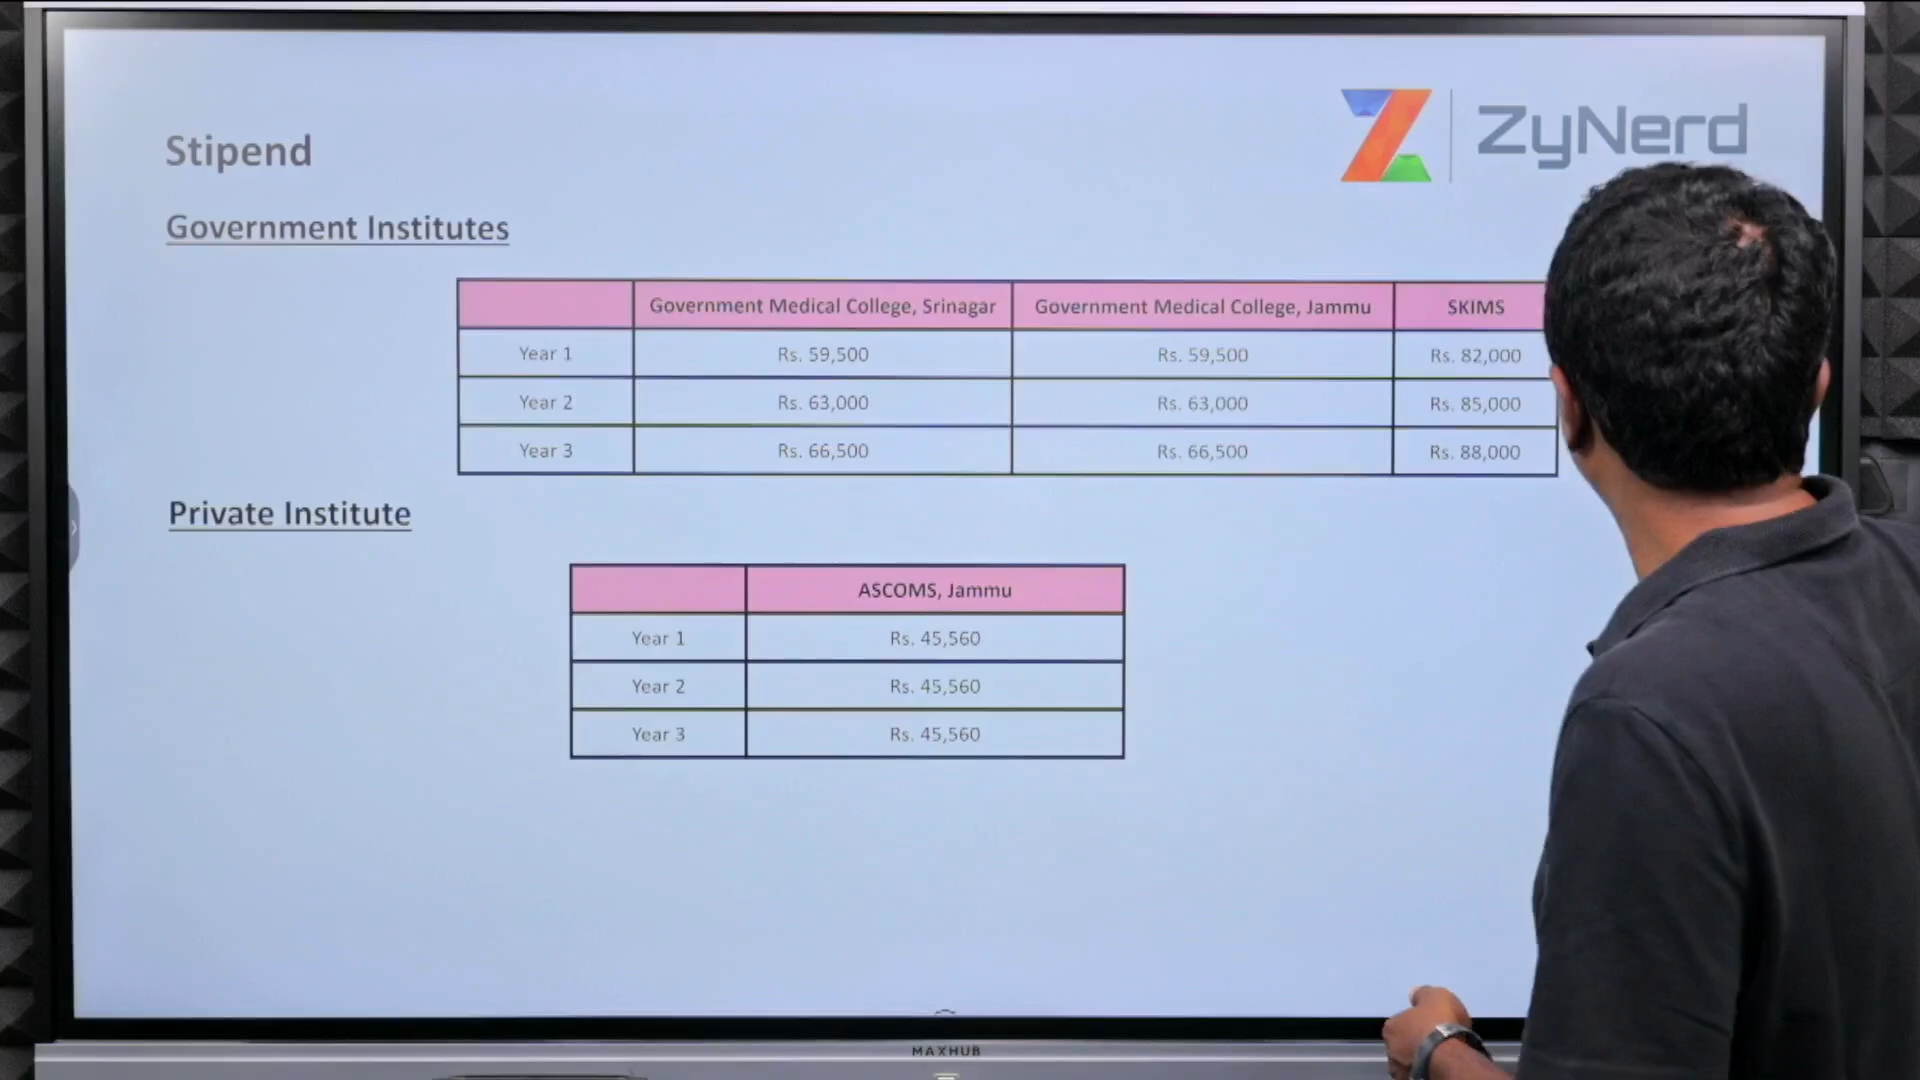 ZyNerd
Stipend
Government Institutes
Government Medical College, Srinagar Government Medical College, Jammu SKIMS
Year 1 Rs. 59,500 Rs. 59,500 Rs. 82,000
Year 2 Rs. 63,000 Rs. 63,000 Rs. 85,000
Year 3 Rs. 66,500 Rs. 66,500 Rs. 88,000
Private Institute
ASCOMS, Jammu
Year 1 Rs. 45,560
Year 2 Rs. 45,560
Year 3 Rs. 45,560
MAXHUB